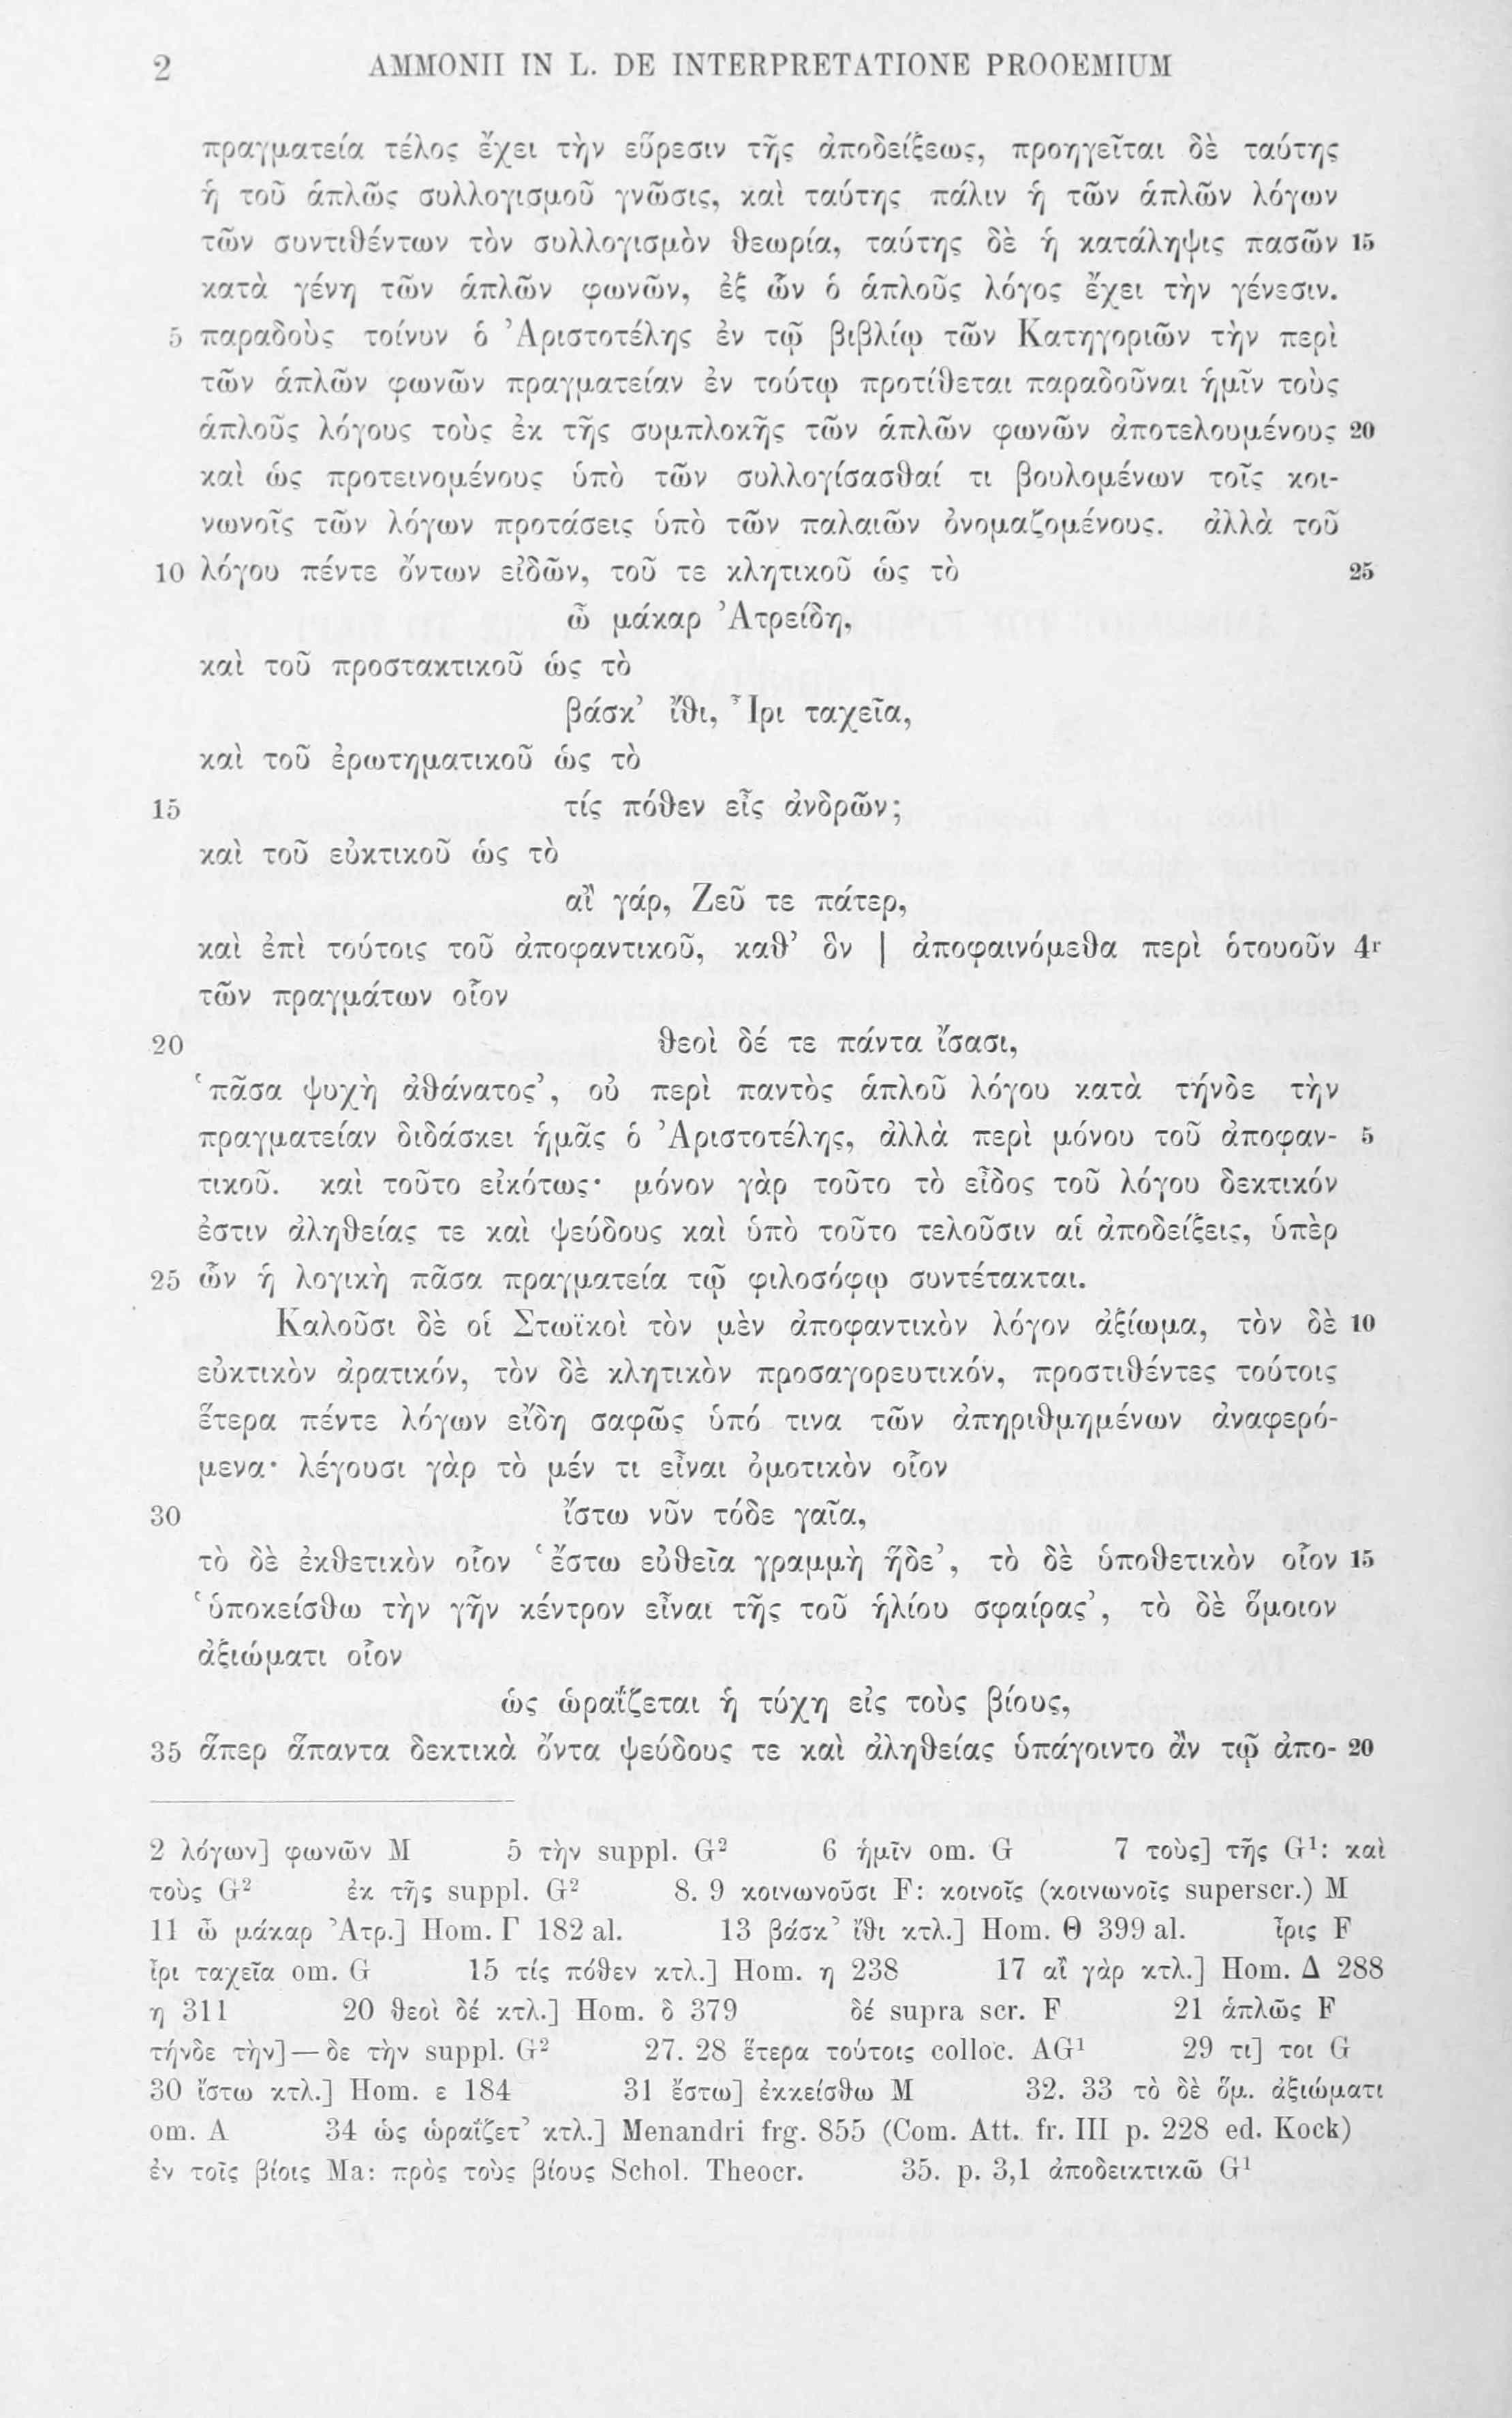 2 AMMONII IN L. DE INTERPRETATIONE PROOEMIUM
πραγματεία τέλος ἔχει τὴν εὕρεσιν τῆς ἀποδείξεως, προηγεῖται δὲ ταύτης
ἡ τοῦ ἁπλῶς συλλογισμοῦ γνῶσις, καὶ ταύτης πάλιν ἡ τῶν ἁπλῶν λόγων
τῶν συντιθέντων τὸν συλλογισμὸν θεωρία, ταύτης δὲ ἡ κατάληψις πασῶν 15
κατὰ γένη τῶν ἁπλῶν φωνῶν, ἐξ ὧν ὁ ἁπλοῦς λόγος ἔχει τὴν γένεσιν.
5 παραδοὺς τοίνυν ὁ Ἀριστοτέλης ἐν τῷ βιβλίῳ τῶν Κατηγοριῶν τὴν περὶ
τῶν ἁπλῶν φωνῶν πραγματείαν ἐν τούτῳ προτίθεται παραδοῦναι ἡμῖν τοὺς
ἁπλοῦς λόγους τοὺς ἐκ τῆς συμπλοκῆς τῶν ἁπλῶν φωνῶν ἀποτελουμένους 20
καὶ ὡς προτεινομένους ὑπὸ τῶν συλλογίσασθαί τι βουλομένων τοῖς κοι-
νωνοῖς τῶν λόγων προτάσεις ὑπὸ τῶν παλαιῶν ὀνομαζομένους. ἀλλὰ τοῦ
10 λόγου πέντε ὄντων εἰδῶν, τοῦ τε κλητικοῦ ὡς τὸ 25
ὦ μάκαρ Ἀτρείδη,
καὶ τοῦ προστακτικοῦ ὡς τὸ
βάσκ’ ἴθι, Ἶρι ταχεῖα,
καὶ τοῦ ἐρωτηματικοῦ ὡς τὸ
15 τίς πόθεν εἶς ἀνδρῶν;
καὶ τοῦ εὐκτικοῦ ὡς τὸ
αἲ γάρ, Ζεῦ τε πάτερ,
καὶ ἐπὶ τούτοις τοῦ ἀποφαντικοῦ, καθ’ ὃν | ἀποφαινόμεθα περὶ ὁτουοῦν 4r
τῶν πραγμάτων οἷον
20 θεοὶ δέ τε πάντα ἴσασι,
‘πᾶσα ψυχὴ ἀθάνατος’, οὐ περὶ παντὸς ἁπλοῦ λόγου κατὰ τήνδε τὴν
πραγματείαν διδάσκει ἡμᾶς ὁ Ἀριστοτέλης, ἀλλὰ περὶ μόνου τοῦ ἀποφαν- 5
τικοῦ. καὶ τοῦτο εἰκότως· μόνον γὰρ τοῦτο τὸ εἶδος τοῦ λόγου δεκτικόν
ἐστιν ἀληθείας τε καὶ ψεύδους καὶ ὑπὸ τοῦτο τελοῦσιν αἱ ἀποδείξεις, ὑπὲρ
25 ὧν ἡ λογικὴ πᾶσα πραγματεία τῷ φιλοσόφῳ συντέτακται.
Καλοῦσι δὲ οἱ Στωϊκοὶ τὸν μὲν ἀποφαντικὸν λόγον ἀξίωμα, τὸν δὲ 10
εὐκτικὸν ἀρατικόν, τὸν δὲ κλητικὸν προσαγορευτικόν, προστιθέντες τούτοις
ἕτερα πέντε λόγων εἴδη σαφῶς ὑπό τινα τῶν ἀπηριθμημένων ἀναφερό-
μενα· λέγουσι γὰρ τὸ μέν τι εἶναι ὀμοτικὸν οἷον
30 ἴστω νῦν τόδε γαῖα,
τὸ δὲ ἐκθετικὸν οἷον ‘ἔστω εὐθεῖα γραμμὴ ἥδε’, τὸ δὲ ὑποθετικὸν οἷον 15
‘ὑποκείσθω τὴν γῆν κέντρον εἶναι τῆς τοῦ ἡλίου σφαίρας’, τὸ δὲ ὅμοιον
ἀξιώματι οἷον
ὡς ὡραΐζεται ἡ τύχη εἰς τοὺς βίους,
35 ἅπερ ἅπαντα δεκτικὰ ὄντα ψεύδους τε καὶ ἀληθείας ὑπάγοιντο ἂν τῷ ἀπο- 20
2 λόγων] φωνῶν M 5 τὴν suppl. G² 6 ἡμῖν om. G 7 τοὺς] τῆς G¹: καὶ
τοὺς G² ἐκ τῆς suppl. G² 8. 9 κοινωνοῦσι F: κοινοῖς (κοινωνοῖς superscr.) M
11 ὦ μάκαρ Ἀτρ.] Hom. Γ 182 al. 13 βάσκ’ ἴθι κτλ.] Hom. Θ 399 al. ἶρις F
ἶρι ταχεῖα om. G 15 τίς πόθεν κτλ.] Hom. η 238 17 αἲ γὰρ κτλ.] Hom. Δ 288
η 311 20 θεοὶ δέ κτλ.] Hom. δ 379 δέ supra scr. F 21 ἁπλῶς F
τήνδε τὴν] — δε τὴν suppl. G² 27. 28 ἕτερα τούτοις colloc. AG¹ 29 τι] τοι G
30 ἴστω κτλ.] Hom. ε 184 31 ἔστω] ἐκκείσθω M 32. 33 τὸ δὲ ὅμ. ἀξιώματι
om. A 34 ὡς ὡραΐζετ’ κτλ.] Menandri frg. 855 (Com. Att. fr. III p. 228 ed. Kock)
ἐν τοῖς βίοις Ma: πρὸς τοὺς βίους Schol. Theocr. 35. p. 3,1 ἀποδεικτικῶ G¹